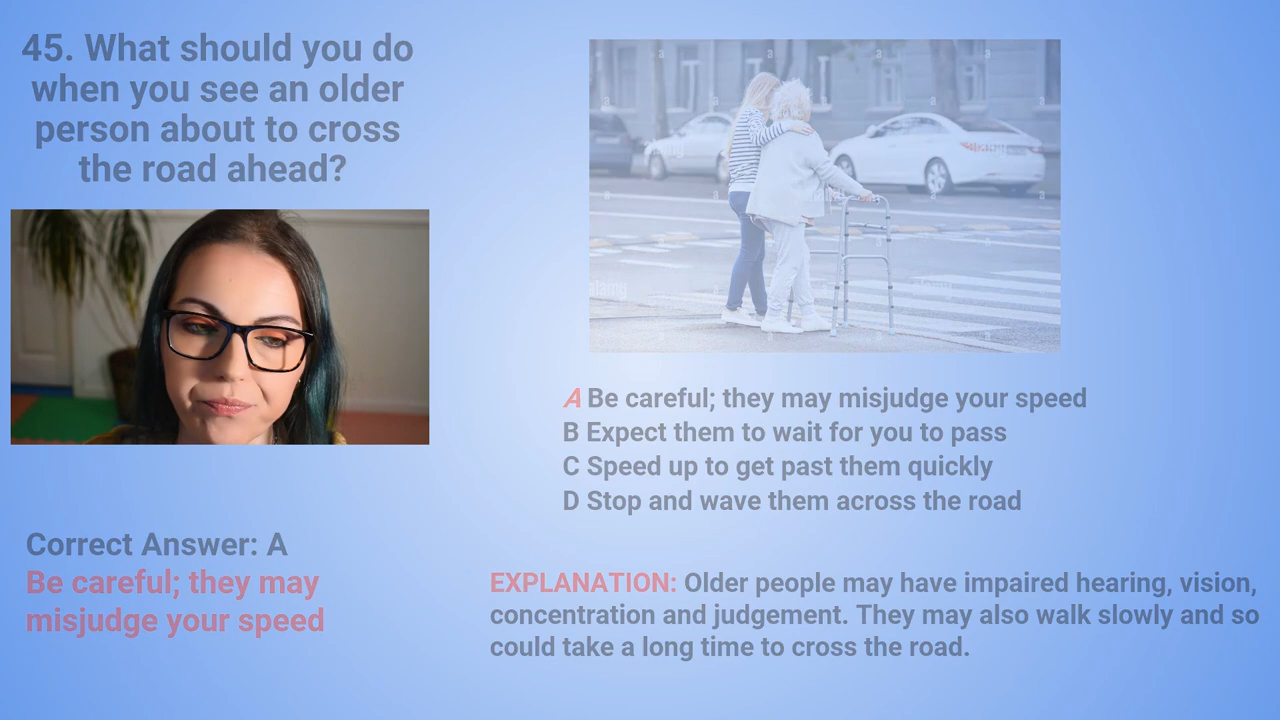 45. What should you do
when you see an older
person about to cross
the road ahead?
A Be careful; they may misjudge your speed
B Expect them to wait for you to pass
C Speed up to get past them quickly
D Stop and wave them across the road
Correct Answer: A
Be careful; they may
misjudge your speed
EXPLANATION: Older people may have impaired hearing, vision,
concentration and judgement. They may also walk slowly and so
could take a long time to cross the road.